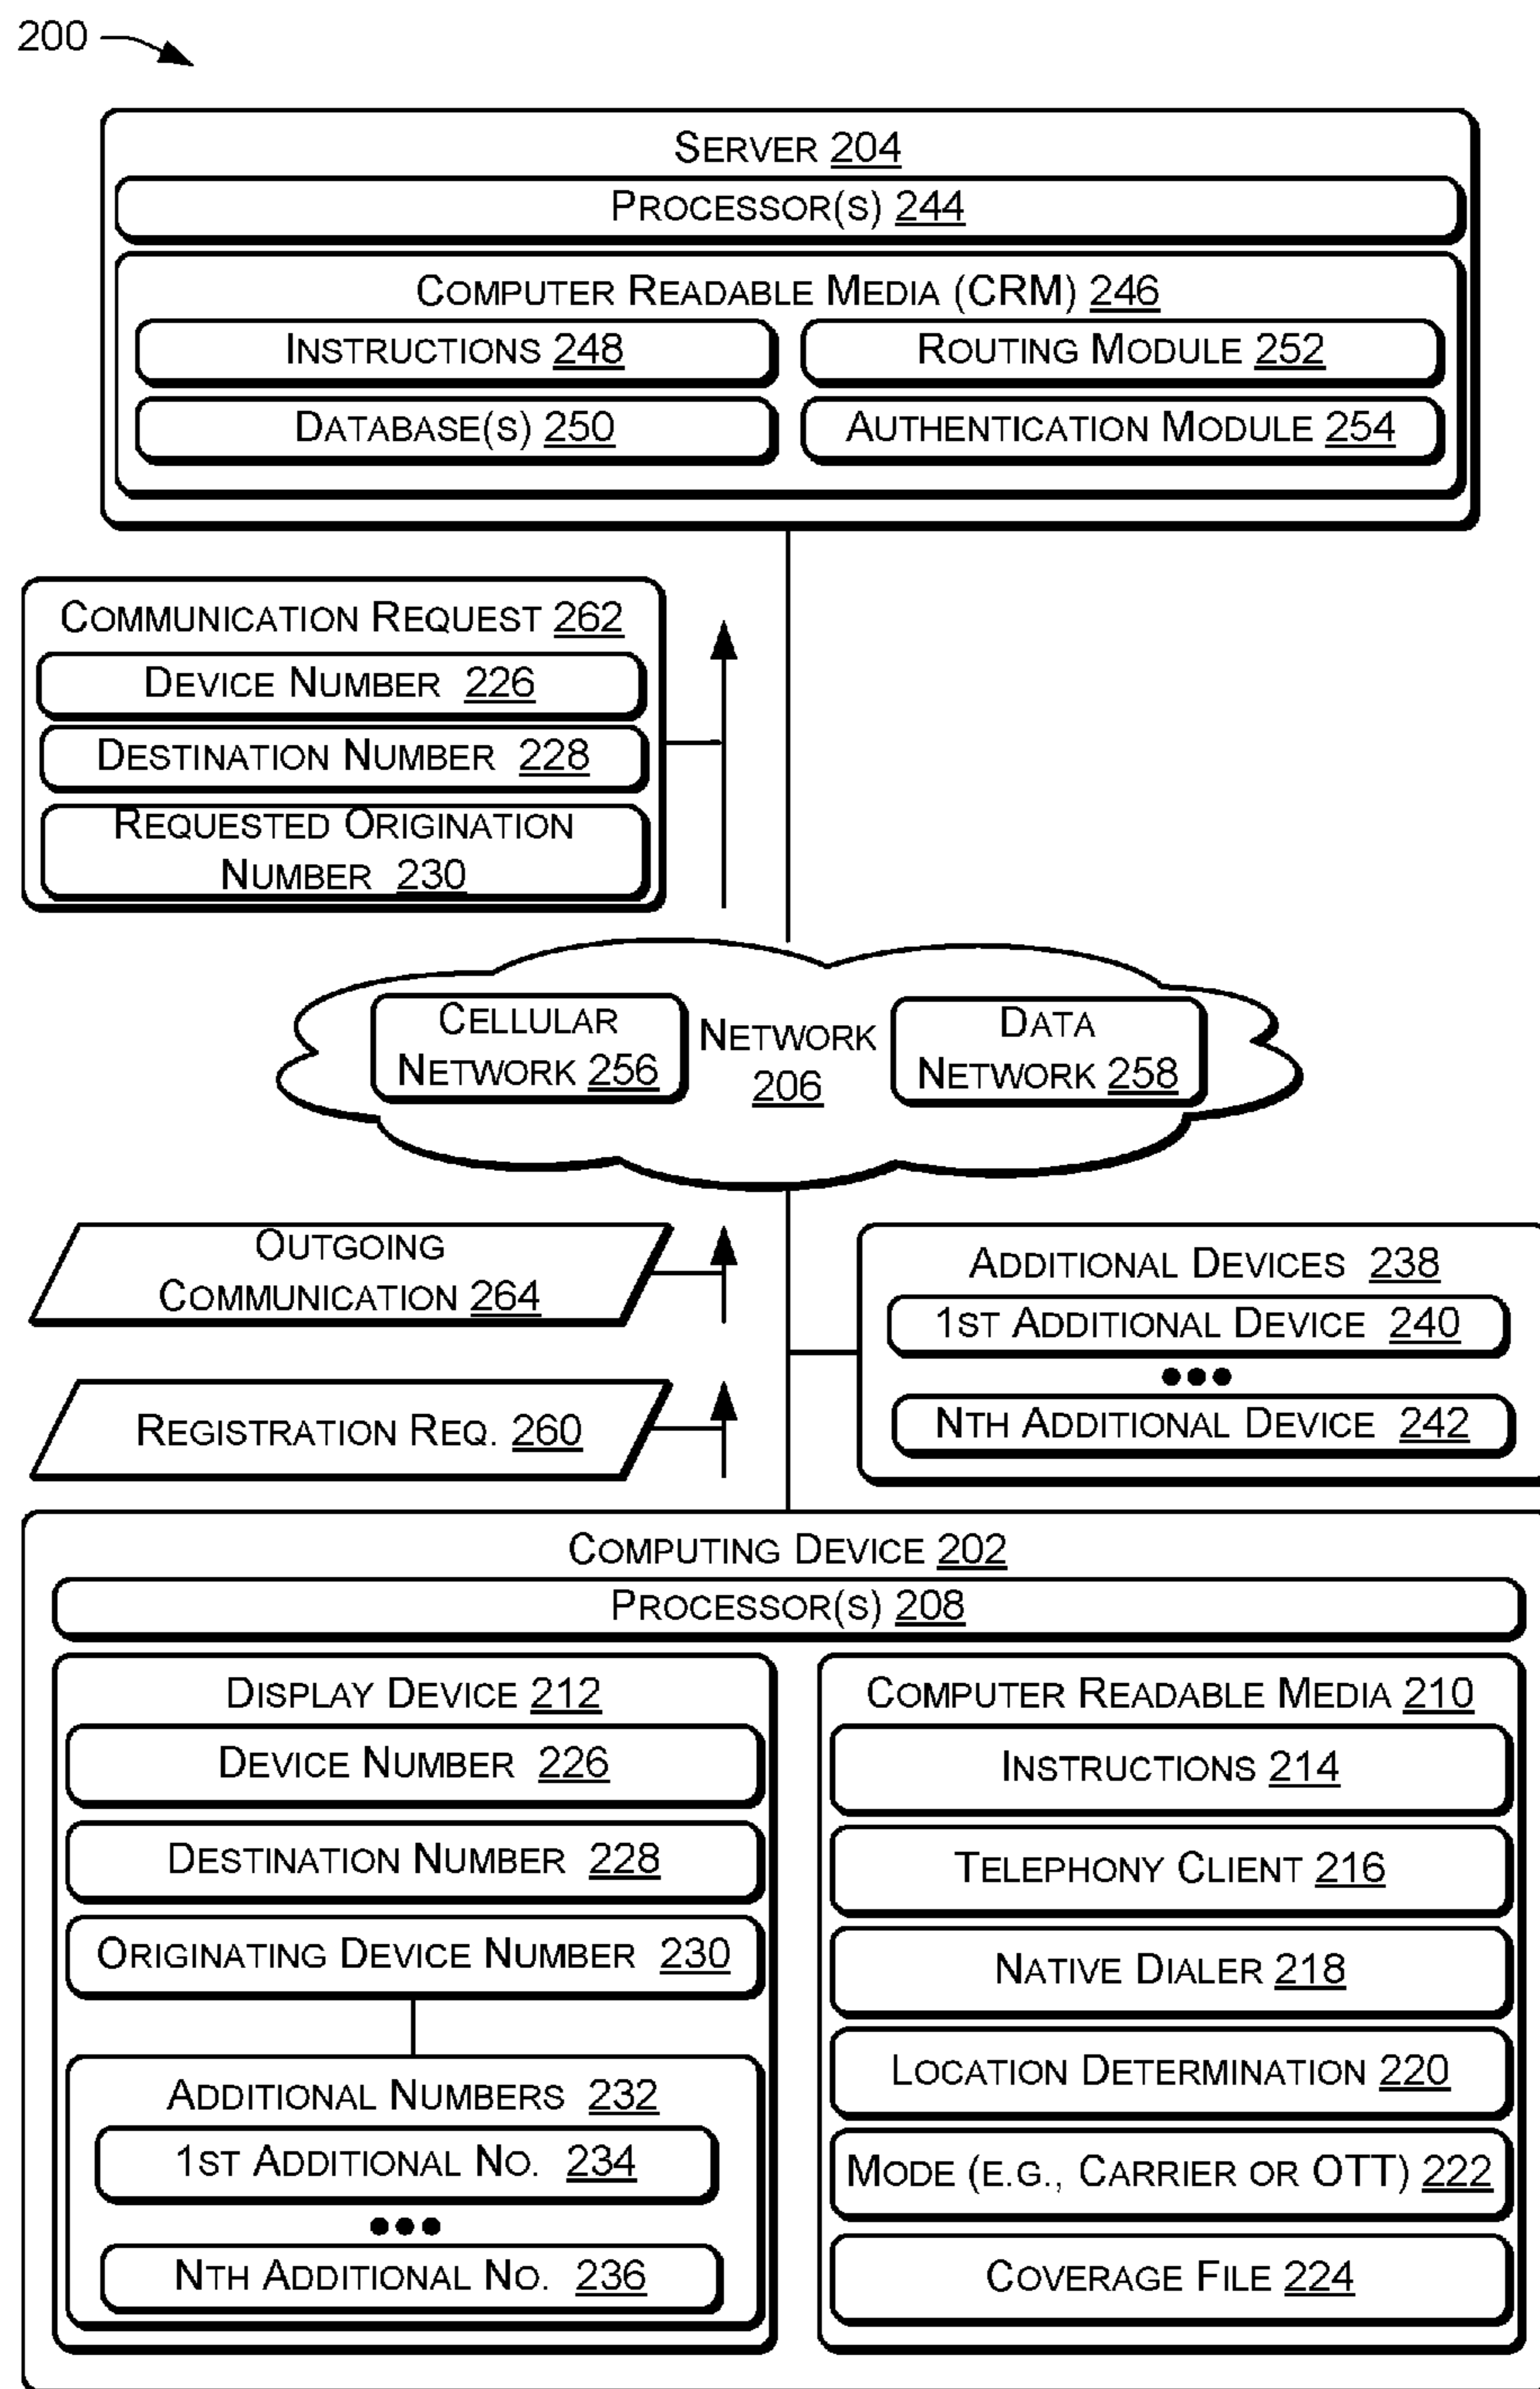 200
SERVER 204
PROCESSOR(S) 244
COMPUTER READABLE MEDIA (CRM) 246
INSTRUCTIONS 248
ROUTING MODULE 252
DATABASE(S) 250
AUTHENTICATION MODULE 254
COMMUNICATION REQUEST 262
DEVICE NUMBER 226
DESTINATION NUMBER 228
REQUESTED ORIGINATION
NUMBER 230
CELLULAR
NETWORK 256
NETWORK
206
DATA
NETWORK 258
OUTGOING
COMMUNICATION 264
REGISTRATION REQ. 260
ADDITIONAL DEVICES 238
1ST ADDITIONAL DEVICE 240
NTH ADDITIONAL DEVICE 242
COMPUTING DEVICE 202
PROCESSOR(S) 208
DISPLAY DEVICE 212
DEVICE NUMBER 226
DESTINATION NUMBER 228
ORIGINATING DEVICE NUMBER 230
ADDITIONAL NUMBERS 232
1ST ADDITIONAL NO. 234
NTH ADDITIONAL NO. 236
COMPUTER READABLE MEDIA 210
INSTRUCTIONS 214
TELEPHONY CLIENT 216
NATIVE DIALER 218
LOCATION DETERMINATION 220
MODE (E.G., CARRIER OR OTT) 222
COVERAGE FILE 224